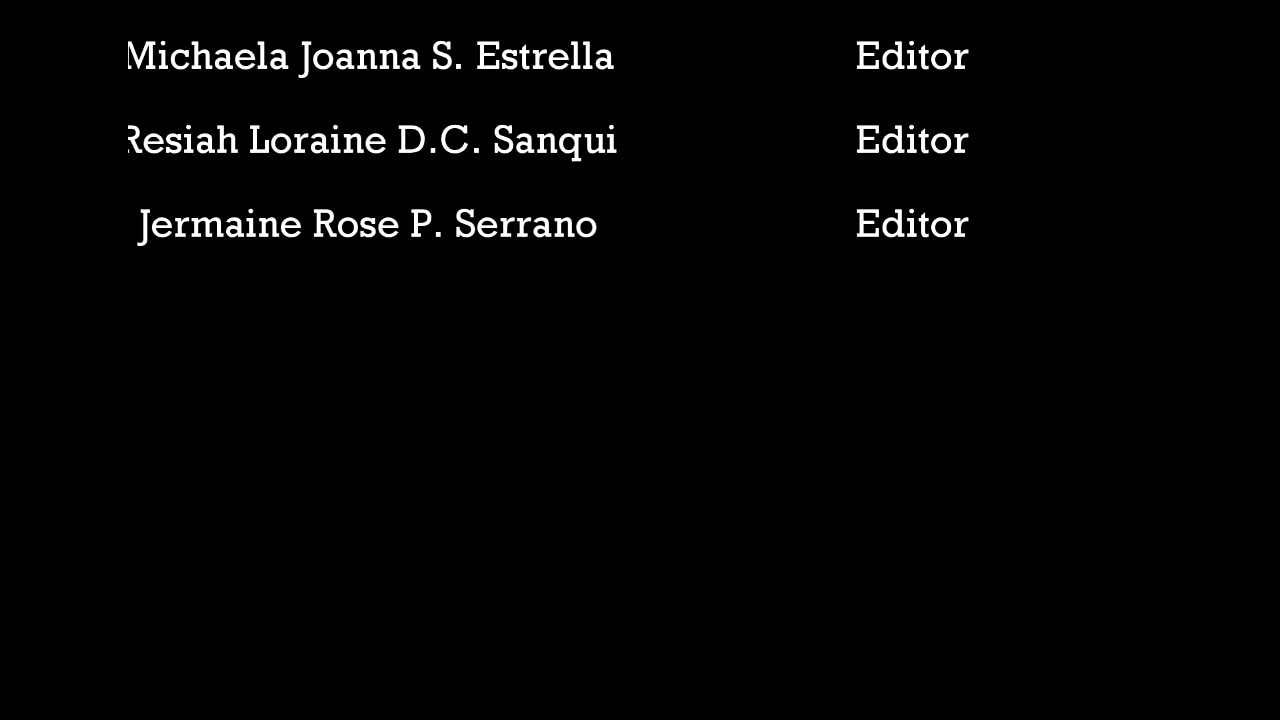 Michaela Joanna S. Estrella Editor
Resiah Loraine D.C. Sanqui Editor
Jermaine Rose P. Serrano Editor